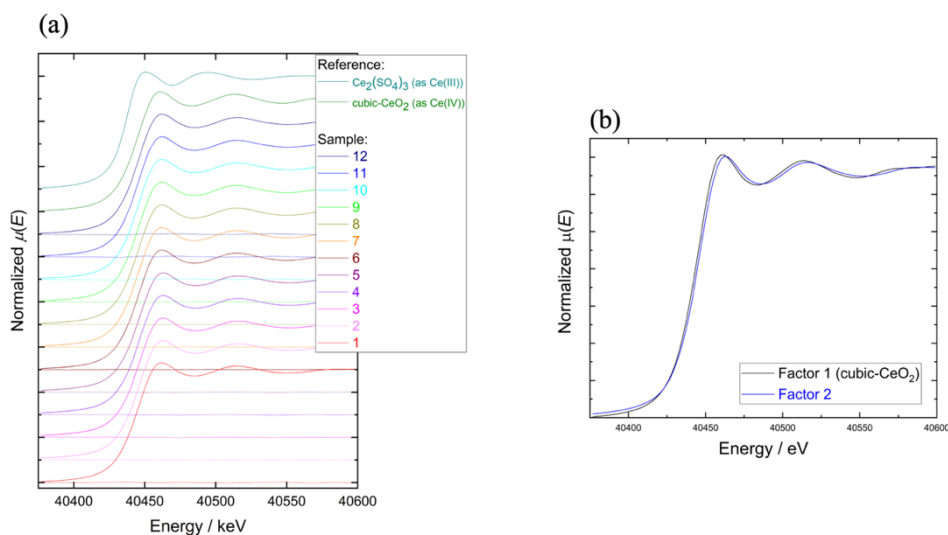 (a)
Normalized μ(E)
Reference:
Ce₂(SO₄)₃ (as Ce(III))
cubic-CeO₂ (as Ce(IV))
Sample:
12
11
10
9
8
7
6
5
4
3
2
1
40400 40450 40500 40550 40600
Energy / keV
(b)
Normalized μ(E)
Factor 1 (cubic-CeO₂)
Factor 2
40400 40450 40500 40550 40600
Energy / eV